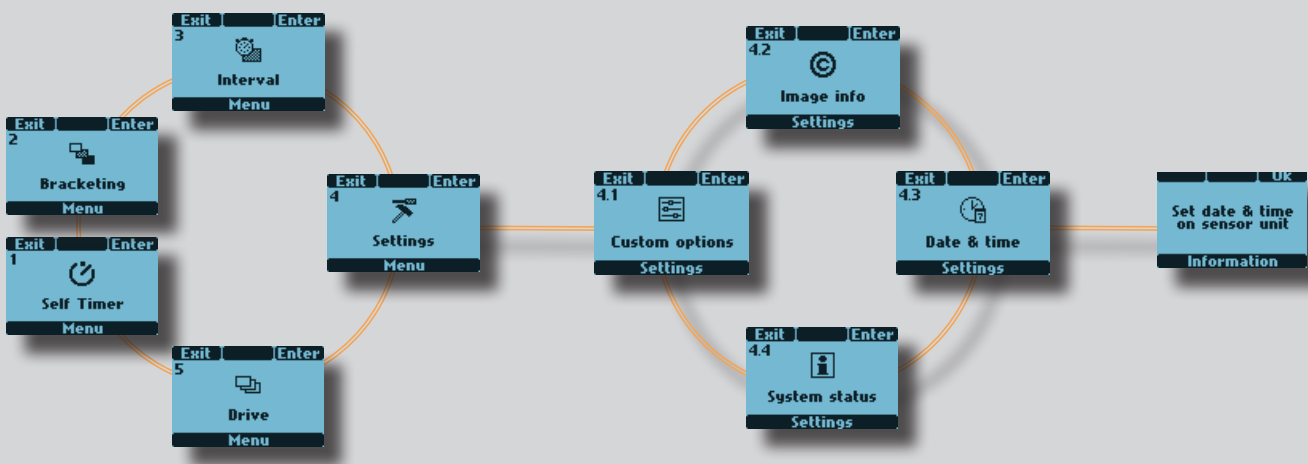 Exit Enter
3
Interval
Menu
Exit Enter
2
Bracketing
Menu
Exit Enter
1
Self Timer
Menu
Exit Enter
4
Settings
Menu
Exit Enter
5
Drive
Menu
Exit Enter
4.2
Image info
Settings
Exit Enter
4.1
Custom options
Settings
Exit Enter
4.3
Date & time
Settings
Exit Enter
4.4
System status
Settings
Ok
Set date & time
on sensor unit
Information